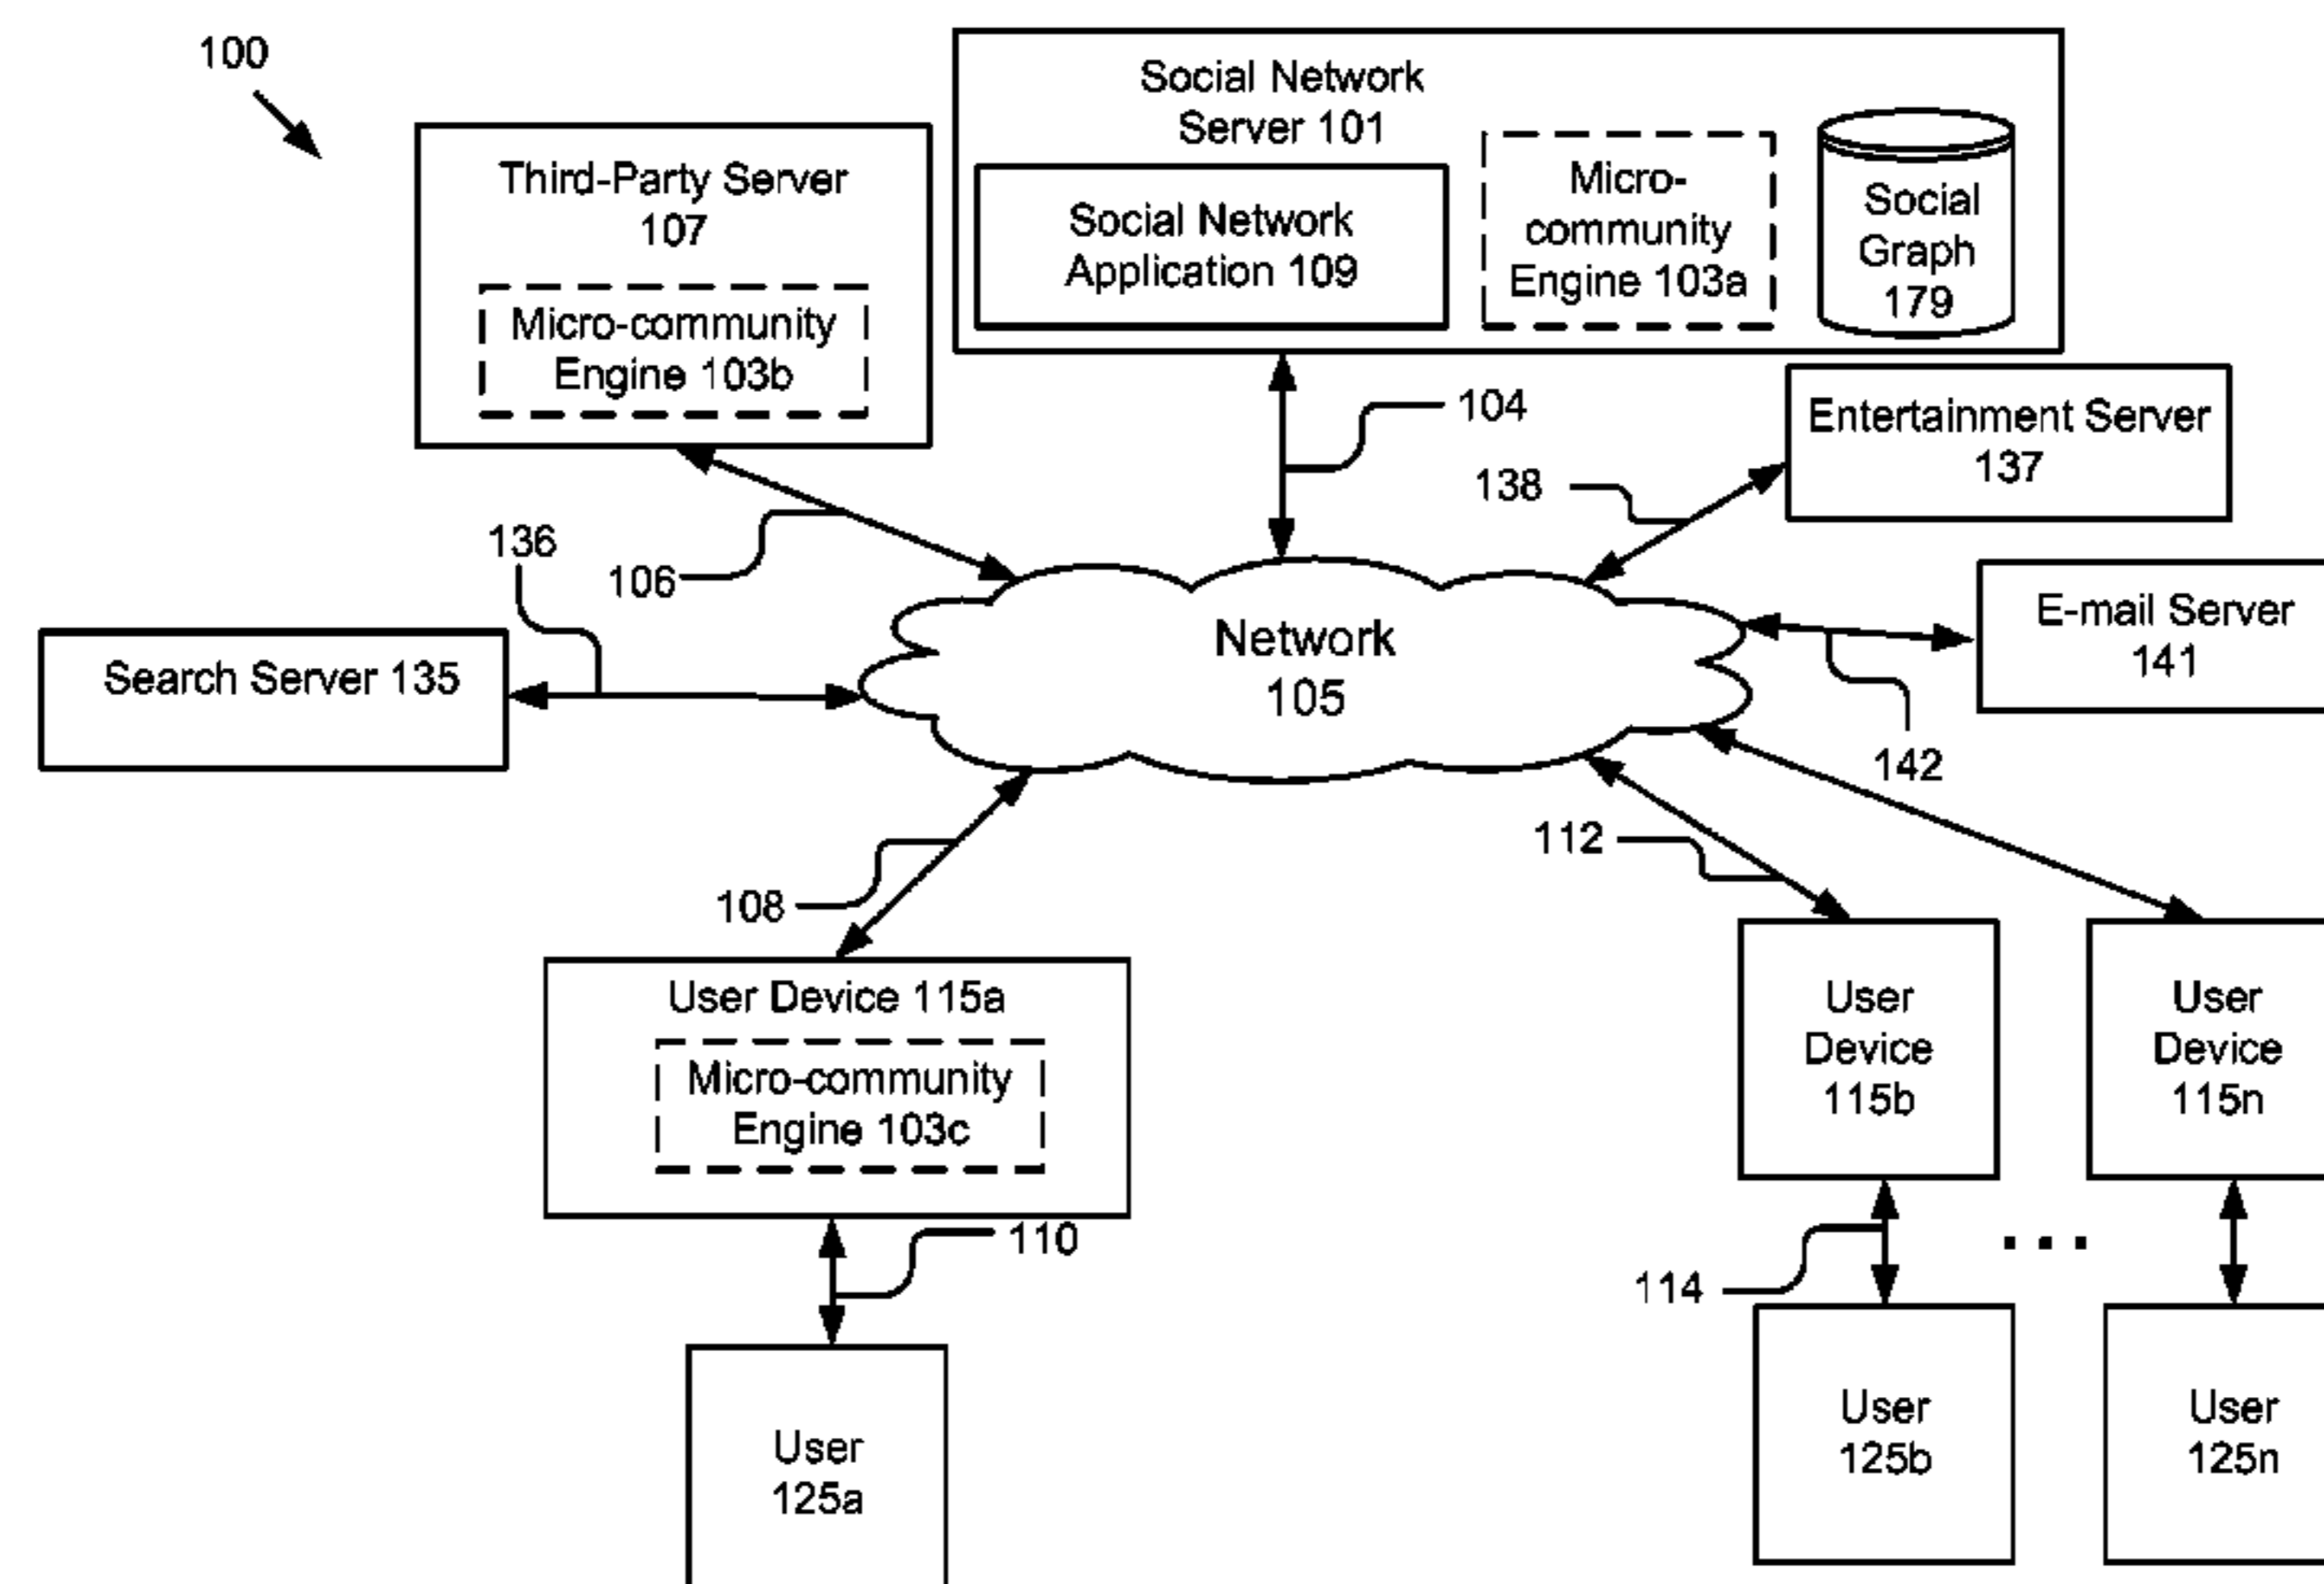 100
Social Network
Server 101
Third-Party Server
107
Social Network
Application 109
Micro-
community
Engine 103a
Social
Graph
179
Micro-community
Engine 103b
104
Entertainment Server
137
138
136
106
Network
105
E-mail Server
141
Search Server 135
142
112
108
User Device 115a
Micro-community
Engine 103c
User
Device
115b
User
Device
115n
110
114
...
User
125a
User
125b
User
125n